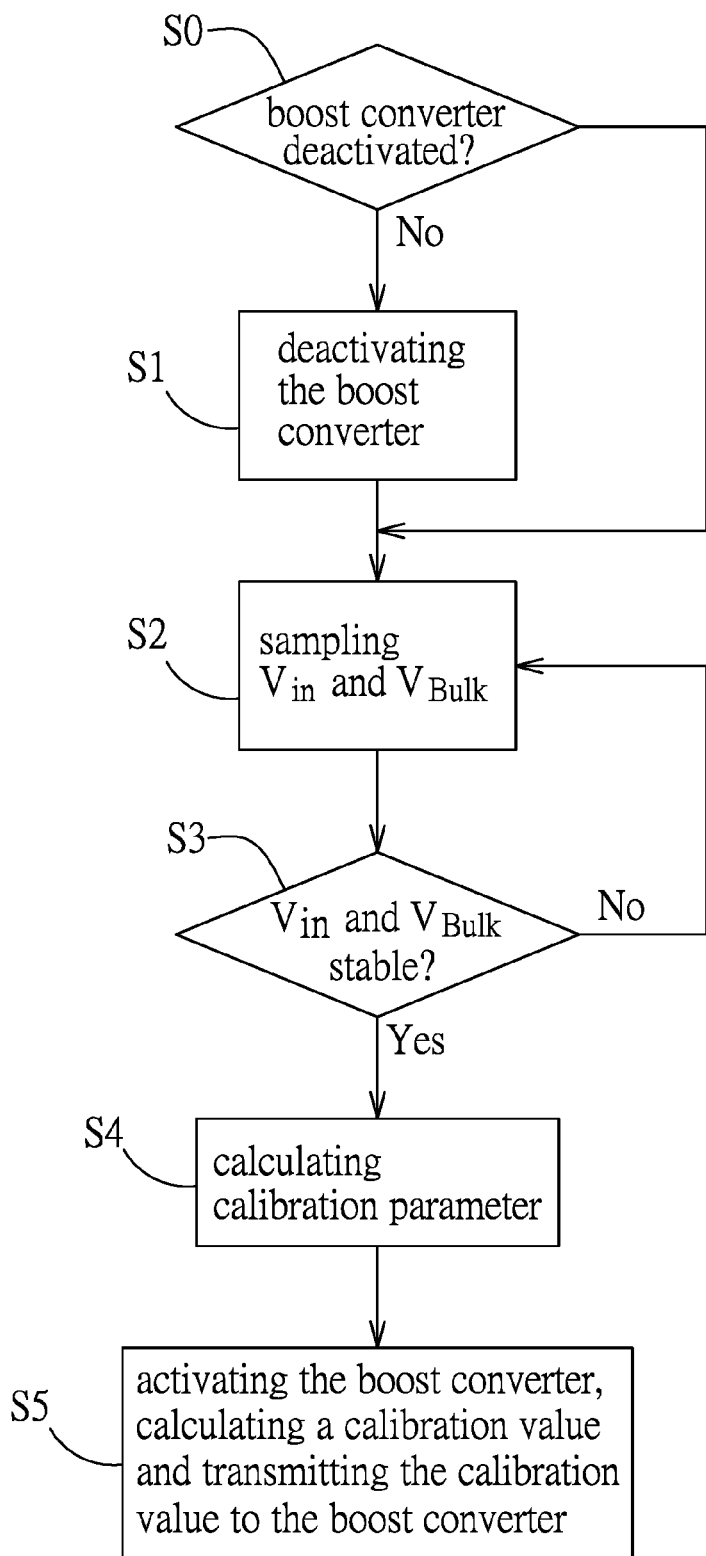 S0
boost converter
deactivated?
No
S1
deactivating
the boost
converter
S2
sampling
Vin and VBulk
S3
Vin and VBulk
stable?
No
Yes
S4
calculating
calibration parameter
S5
activating the boost converter,
calculating a calibration value
and transmitting the calibration
value to the boost converter